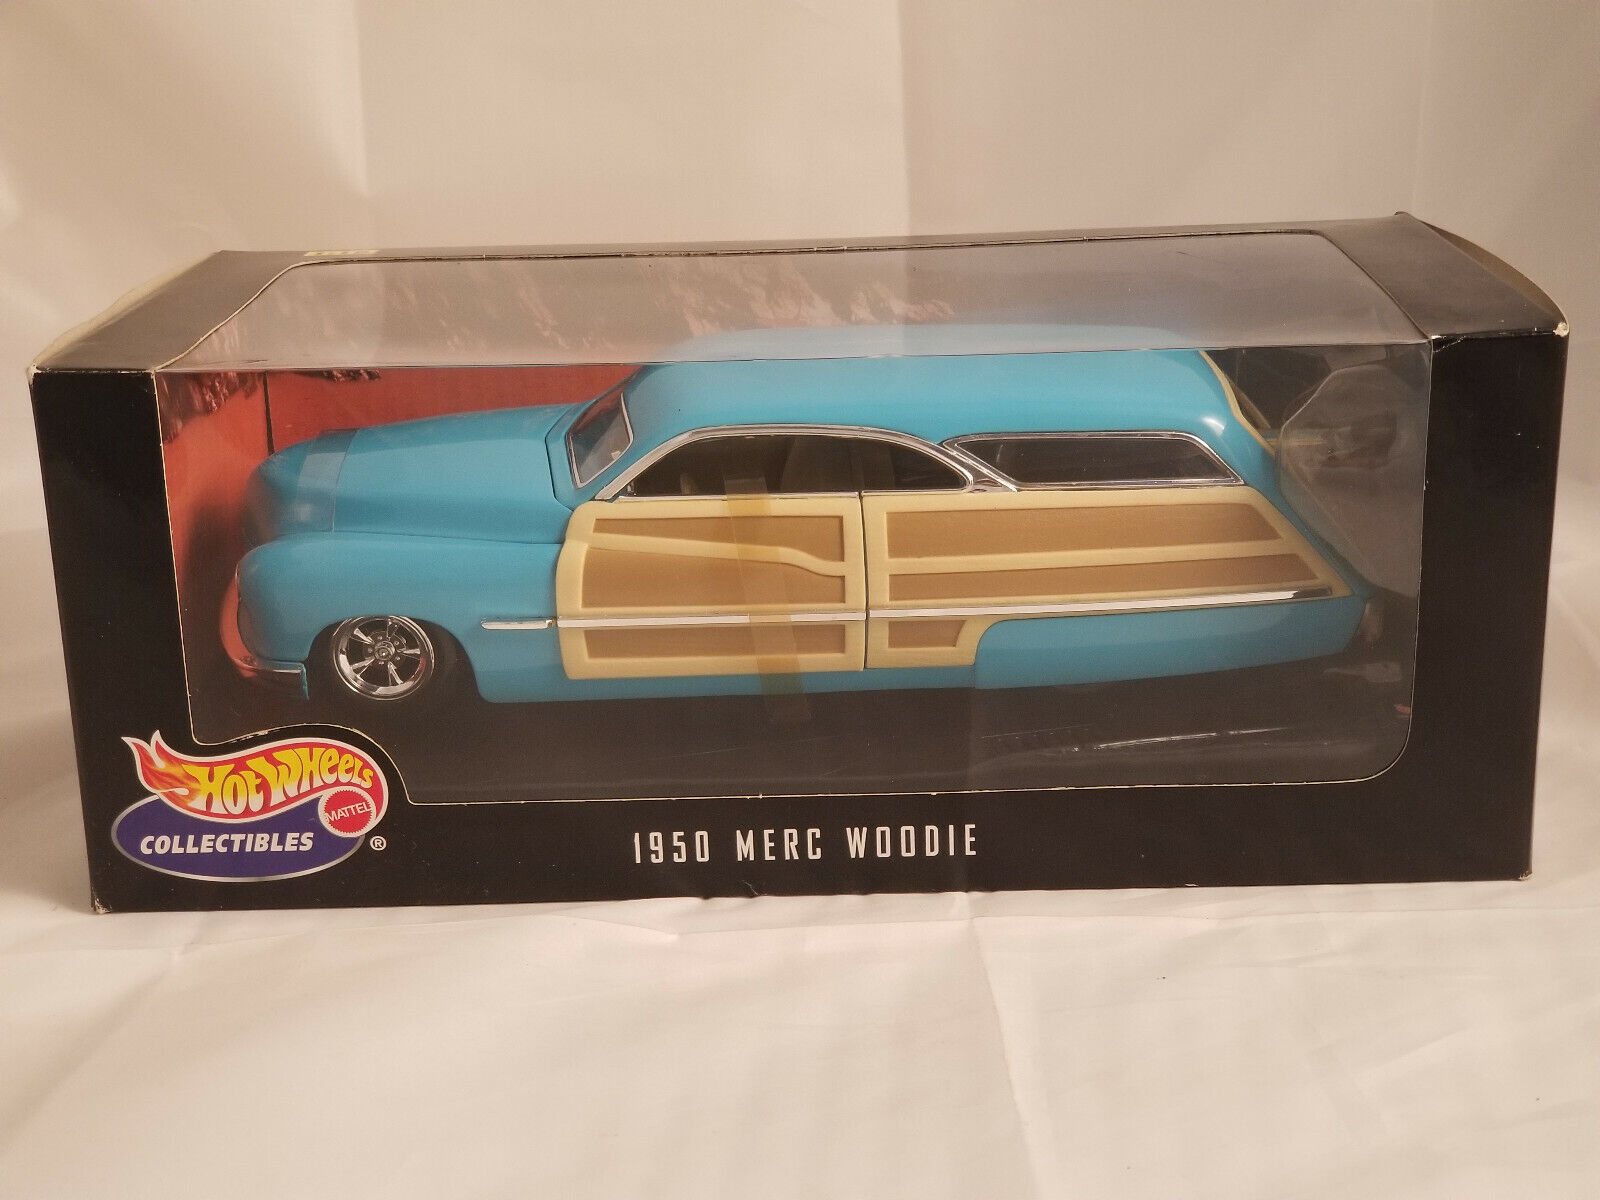 HOT WHEELS
MATTEL
COLLECTIBLES ®
1950 MERC WOODIE